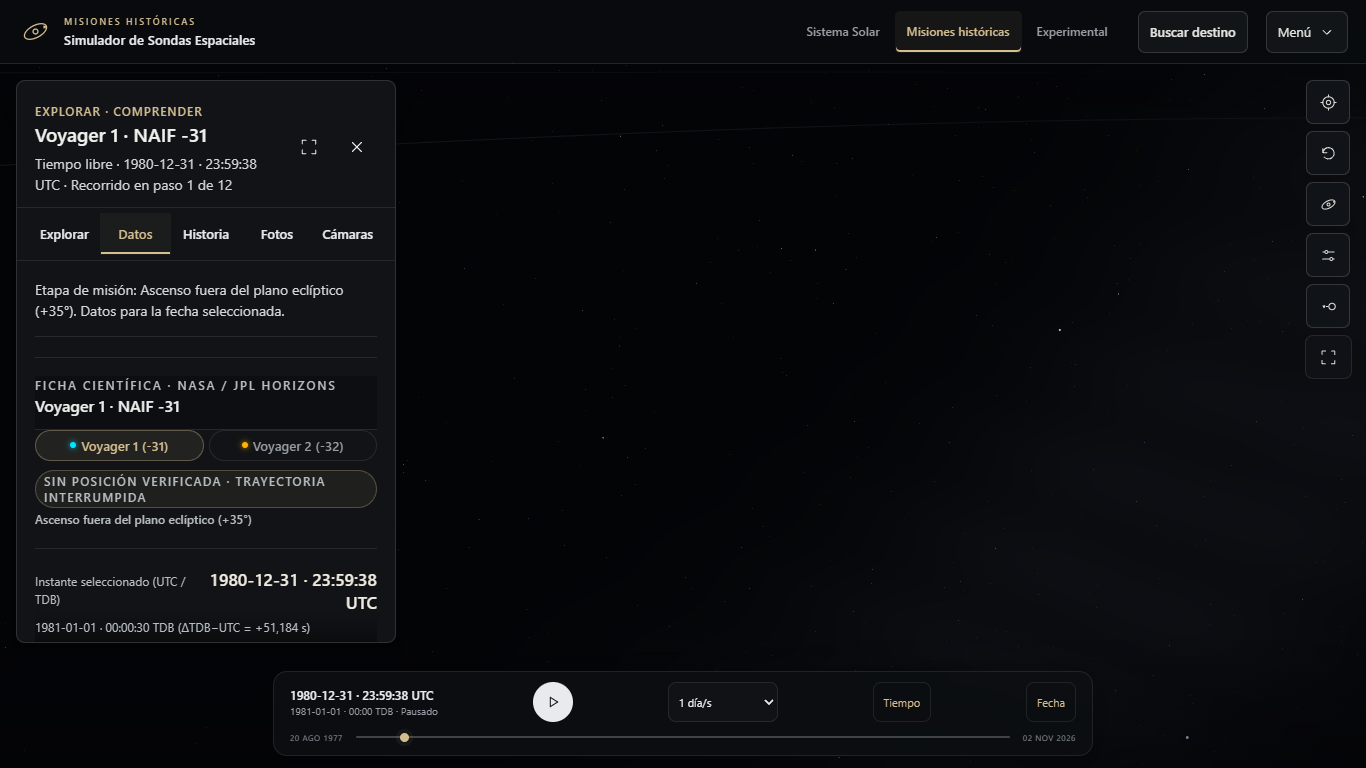 MISIONES HISTÓRICAS
Simulador de Sondas Espaciales
Sistema Solar
Misiones históricas
Experimental
Buscar destino
Menú
EXPLORAR · COMPRENDER
Voyager 1 · NAIF -31
Tiempo libre · 1980-12-31 · 23:59:38
UTC · Recorrido en paso 1 de 12
Explorar
Datos
Historia
Fotos
Cámaras
Etapa de misión: Ascenso fuera del plano eclíptico
(+35°). Datos para la fecha seleccionada.
FICHA CIENTÍFICA · NASA / JPL HORIZONS
Voyager 1 · NAIF -31
Voyager 1 (-31)
Voyager 2 (-32)
SIN POSICIÓN VERIFICADA · TRAYECTORIA
INTERRUMPIDA
Ascenso fuera del plano eclíptico (+35°)
Instante seleccionado (UTC /
TDB)
1980-12-31 · 23:59:38
UTC
1981-01-01 · 00:00:30 TDB (ΔTDB−UTC = +51,184 s)
1980-12-31 · 23:59:38 UTC
1981-01-01 · 00:00 TDB · Pausado
1 día/s
Tiempo
Fecha
20 AGO 1977
02 NOV 2026